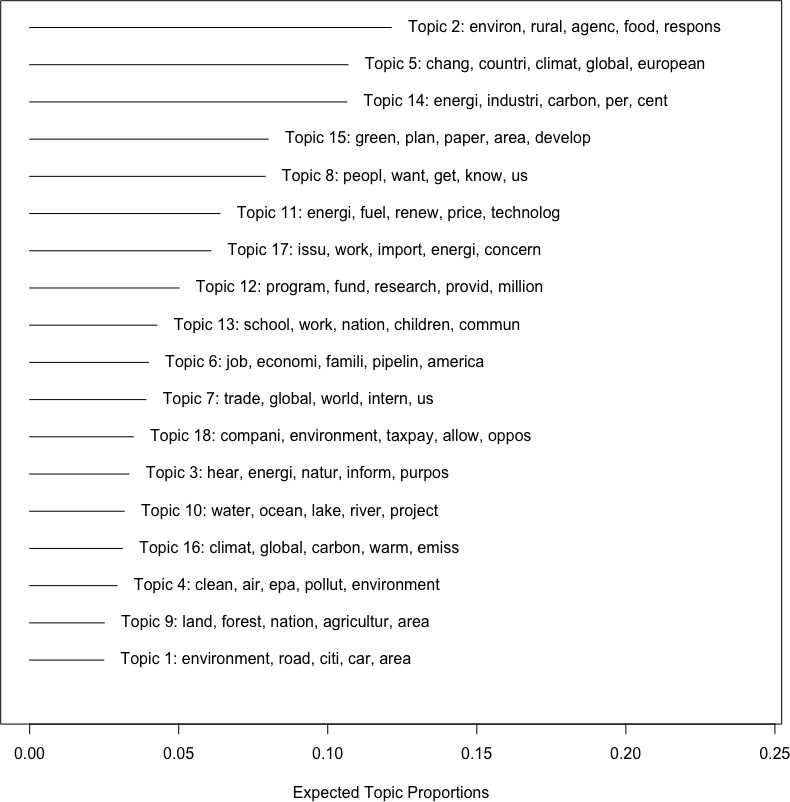 Topic 2: environ, rural, agenc, food, respons
Topic 5: chang, countri, climat, global, european
Topic 14: energi, industri, carbon, per, cent
Topic 15: green, plan, paper, area, develop
Topic 8: peopl, want, get, know, us
Topic 11: energi, fuel, renew, price, technolog
Topic 17: issu, work, import, energi, concern
Topic 12: program, fund, research, provid, million
Topic 13: school, work, nation, children, commun
Topic 6: job, economi, famili, pipelin, america
Topic 7: trade, global, world, intern, us
Topic 18: compani, environment, taxpay, allow, oppos
Topic 3: hear, energi, natur, inform, purpos
Topic 10: water, ocean, lake, river, project
Topic 16: climat, global, carbon, warm, emiss
Topic 4: clean, air, epa, pollut, environment
Topic 9: land, forest, nation, agricultur, area
Topic 1: environment, road, citi, car, area
0.00 0.05 0.10 0.15 0.20 0.25
Expected Topic Proportions